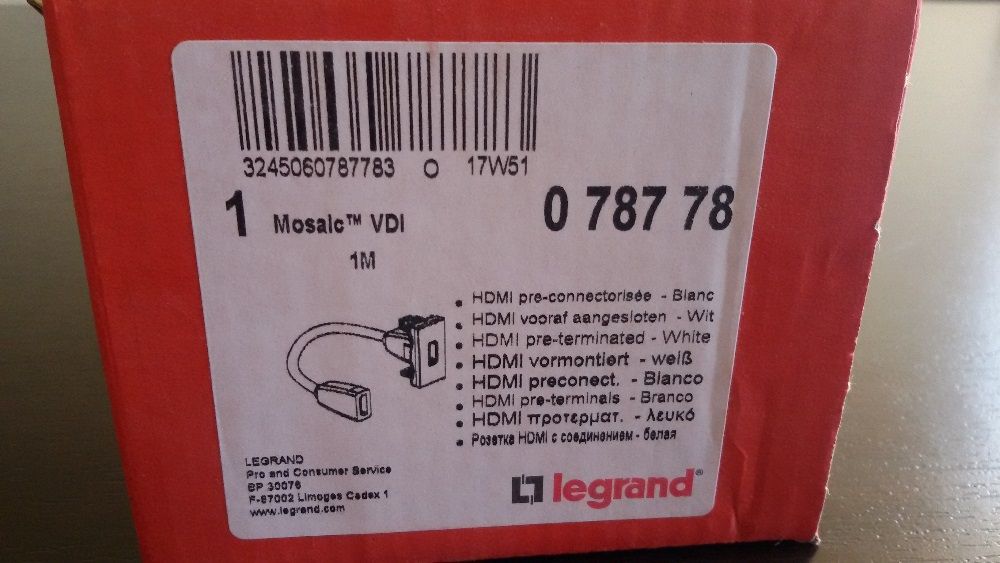 3245060787783 O 17W51
1 Mosaic™ VDI 0 787 78
1M
• HDMI pre-connectorisée - Blanc
• HDMI vooraf aangesloten - Wit
• HDMI pre-terminated - White
• HDMI vormontiert - weiß
• HDMI preconect. - Blanco
• HDMI pre-terminais - Branco
• HDMI προτερματ. - λευκό
• Розетка HDMI с соединением - белая
LEGRAND
Pro and Consumer Service
BP 30076
F-87002 Limoges Cedex 1
www.legrand.com
legrand®